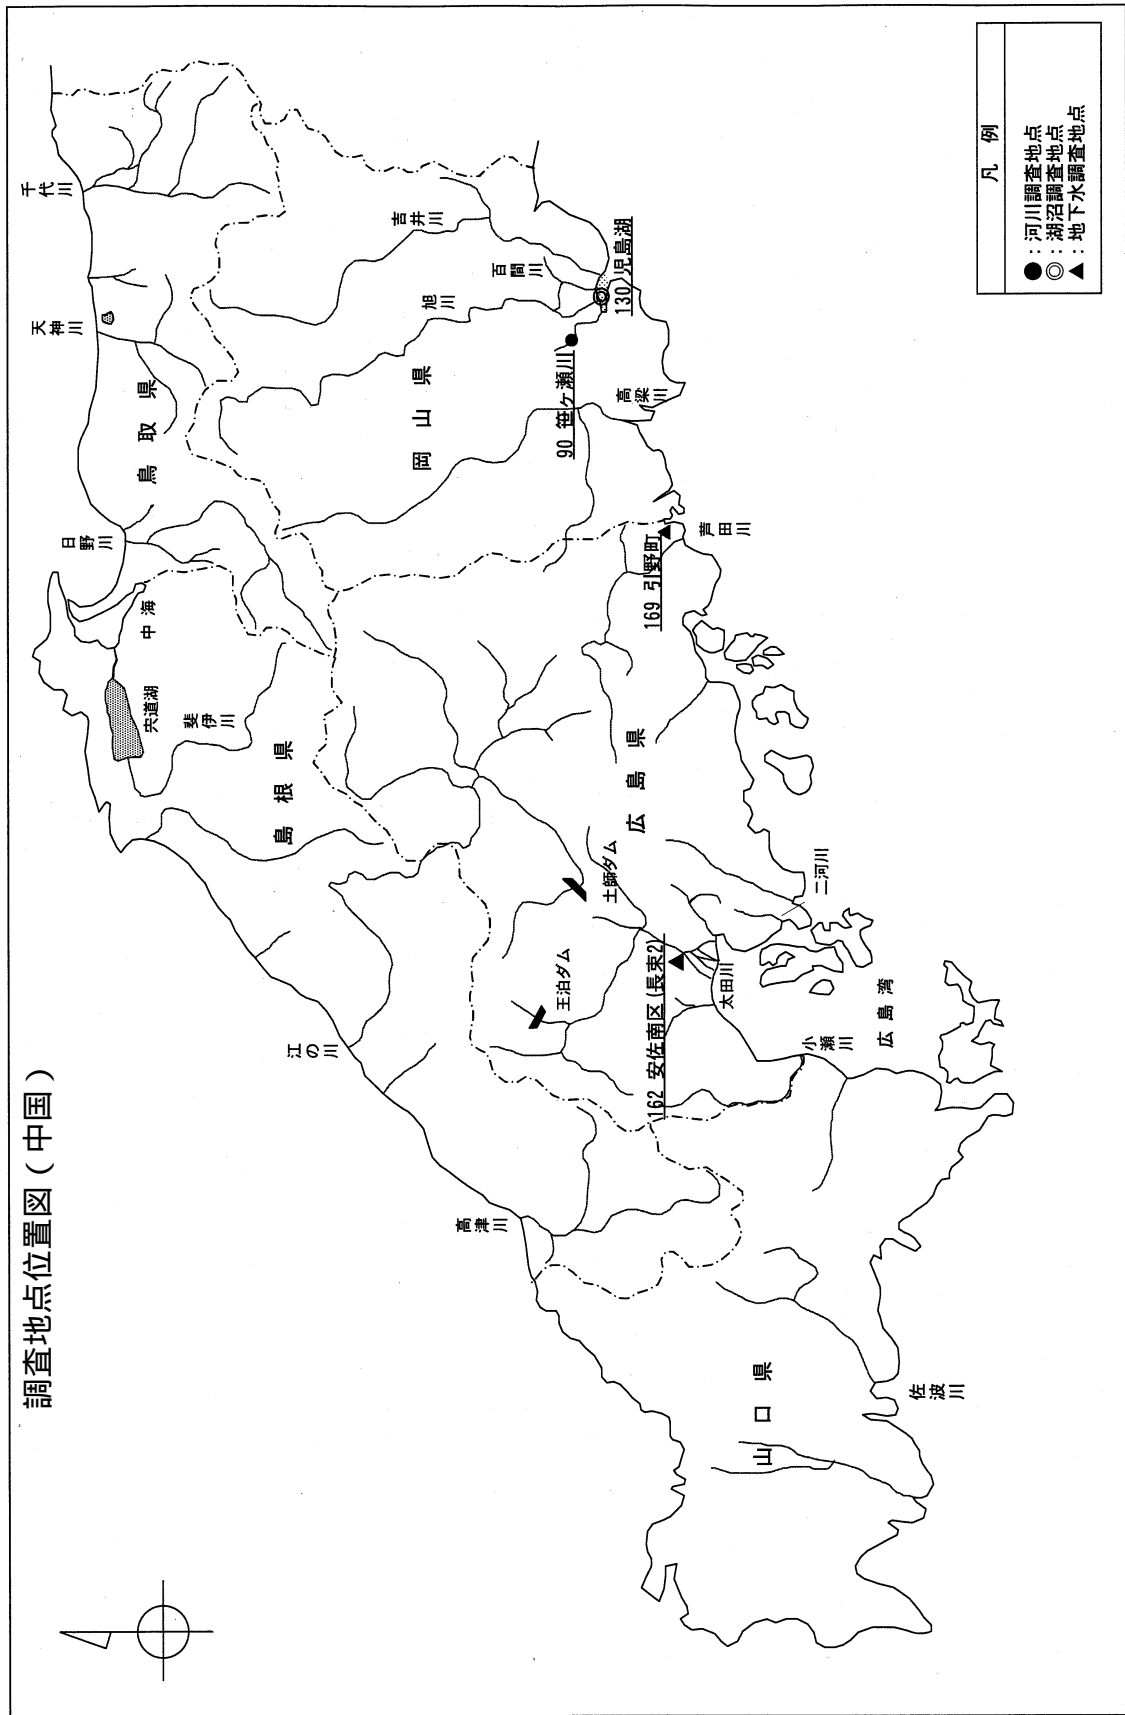 調査地点位置図（中国）
千代川
天神川
日野川
鳥取県
中海
宍道湖
斐伊川
島根県
江の川
高津川
吉井川
百間川
旭川
岡山県
130 児島湖
90 笹ヶ瀬川
高梁川
芦田川
169 引野町
広島県
土師ダム
王泊ダム
二河川
162 安佐南区(長束2)
太田川
小瀬川
広島湾
山口県
佐波川
凡例
●：河川調査地点
◎：湖沼調査地点
▲：地下水調査地点